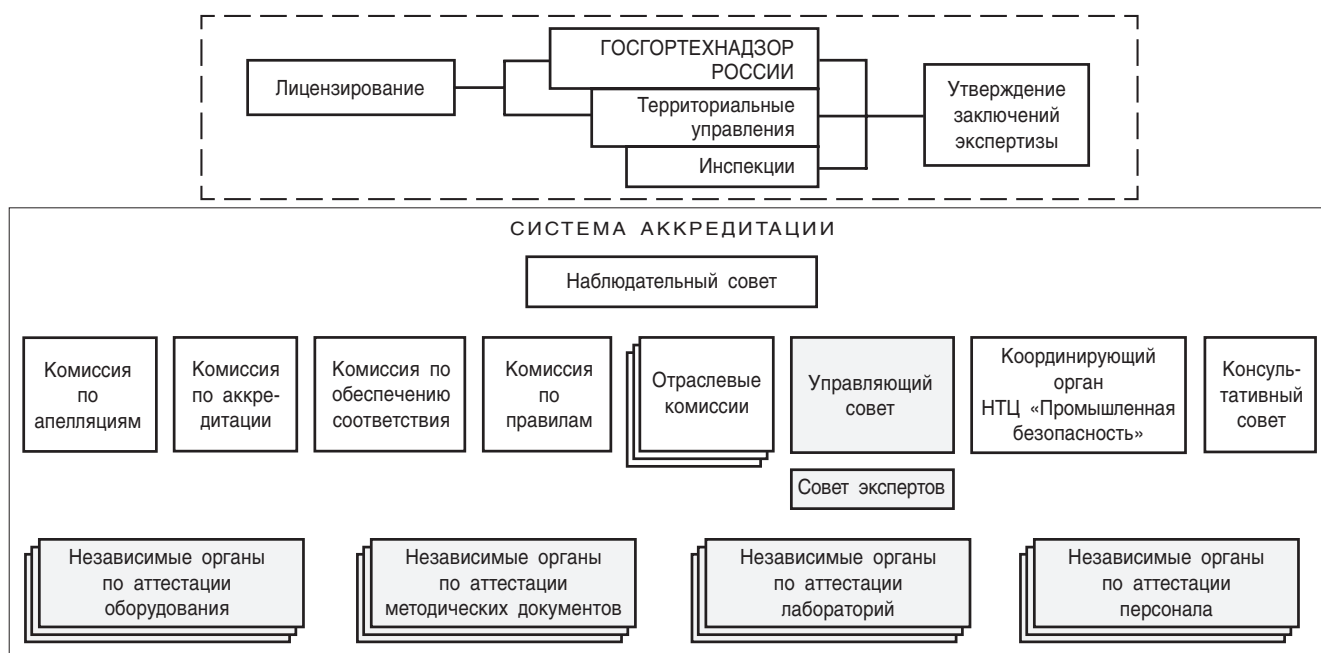 ГОСГОРТЕХНАДЗОР
РОССИИ
Лицензирование
Территориальные
управления
Инспекции
Утверждение
заключений
экспертизы
СИСТЕМА АККРЕДИТАЦИИ
Наблюдательный совет
Комиссия
по
апелляциям
Комиссия
по аккре-
дитации
Комиссия по
обеспечению
соответствия
Комиссия
по
правилам
Отраслевые
комиссии
Управляющий
совет
Координирующий
орган
НТЦ «Промышленная
безопасность»
Консуль-
тативный
совет
Совет экспертов
Независимые органы
по аттестации
оборудования
Независимые органы
по аттестации
методических документов
Независимые органы
по аттестации
лабораторий
Независимые органы
по аттестации
персонала